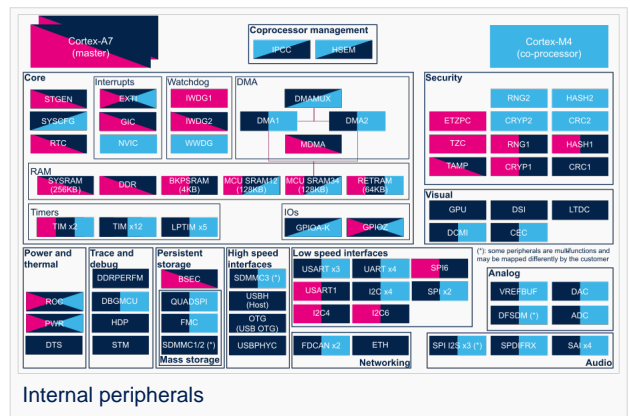 Cortex-A7
(master)
Coprocessor management
IPCC
HSEM
Cortex-M4
(co-processor)
Core
STGEN
SYSCFG
RTC
Interrupts
EXTI
GIC
NVIC
Watchdog
IWDG1
IWDG2
WWDG
DMA
DMAMUX
DMA1
DMA2
MDMA
Security
RNG2
HASH2
ETZPC
CRYP2
CRC2
TZC
RNG1
HASH1
TAMP
CRYP1
CRC1
RAM
SYSRAM
(256KB)
DDR
BKPSRAM
(4KB)
MCU SRAM12
(128KB)
MCU SRAM34
(128KB)
RETRAM
(64KB)
Timers
TIM x2
TIM x12
LPTIM x5
IOs
GPIOA-K
GPIOZ
Visual
GPU
DSI
LTDC
DCMI
CEC
(*): some peripherals are multifunctions and
may be mapped differently by the customer
Power and
thermal
RCC
PWR
DTS
Trace and
debug
DDRPERFM
DBGMCU
HDP
STM
Persistent
storage
BSEC
QUADSPI
FMC
SDMMC1/2 (*)
Mass storage
High speed
interfaces
SDMMC3 (*)
USBH
(Host)
OTG
(USB OTG)
USBPHYC
Low speed interfaces
USART x3
UART x4
SPI6
USART1
I2C x4
SPI x2
I2C4
I2C6
FDCAN x2
ETH
Networking
Analog
VREFBUF
DAC
DFSDM (*)
ADC
SPI I2S x3 (*)
SPDIFRX
SAI x4
Audio
Internal peripherals